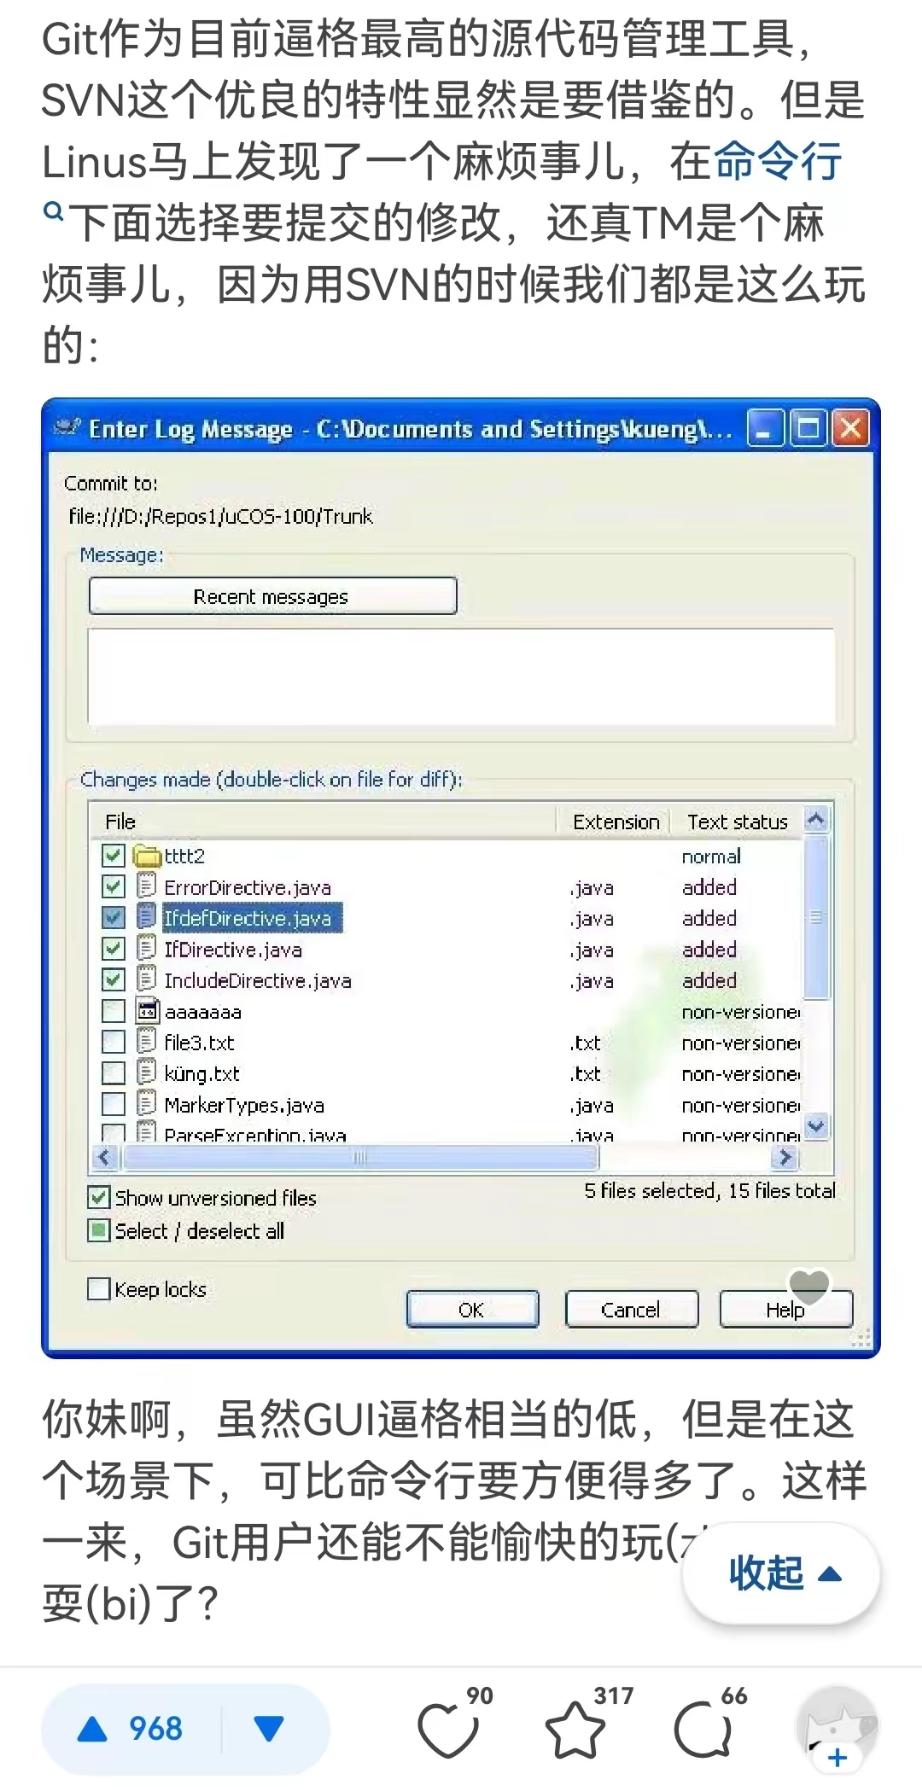 Git作为目前逼格最高的源代码管理工具，
SVN这个优良的特性显然是要借鉴的。但是
Linus马上发现了一个麻烦事儿，在命令行
下面选择要提交的修改，还真TM是个麻
烦事儿，因为用SVN的时候我们都是这么玩
的：
Enter Log Message - C:\Documents and Settings\kueng\...
Commit to:
file:///D:/Repos1/uCOS-100/Trunk
Message:
Recent messages
Changes made (double-click on file for diff):
File Extension Text status
tttt2 normal
ErrorDirective.java .java added
IfdefDirective.java .java added
IfDirective.java .java added
IncludeDirective.java .java added
aaaaaaa non-versione
file3.txt .txt non-versione
küng.txt .txt non-versione
MarkerTypes.java .java non-versione
ParseException.java .java non-versione
Show unversioned files 5 files selected, 15 files total
Select / deselect all
Keep locks
OK Cancel Help
你妹啊，虽然GUI逼格相当的低，但是在这
个场景下，可比命令行要方便得多了。这样
一来，Git用户还能不能愉快的玩(
耍(bi)了？
收起
968 90 317 66